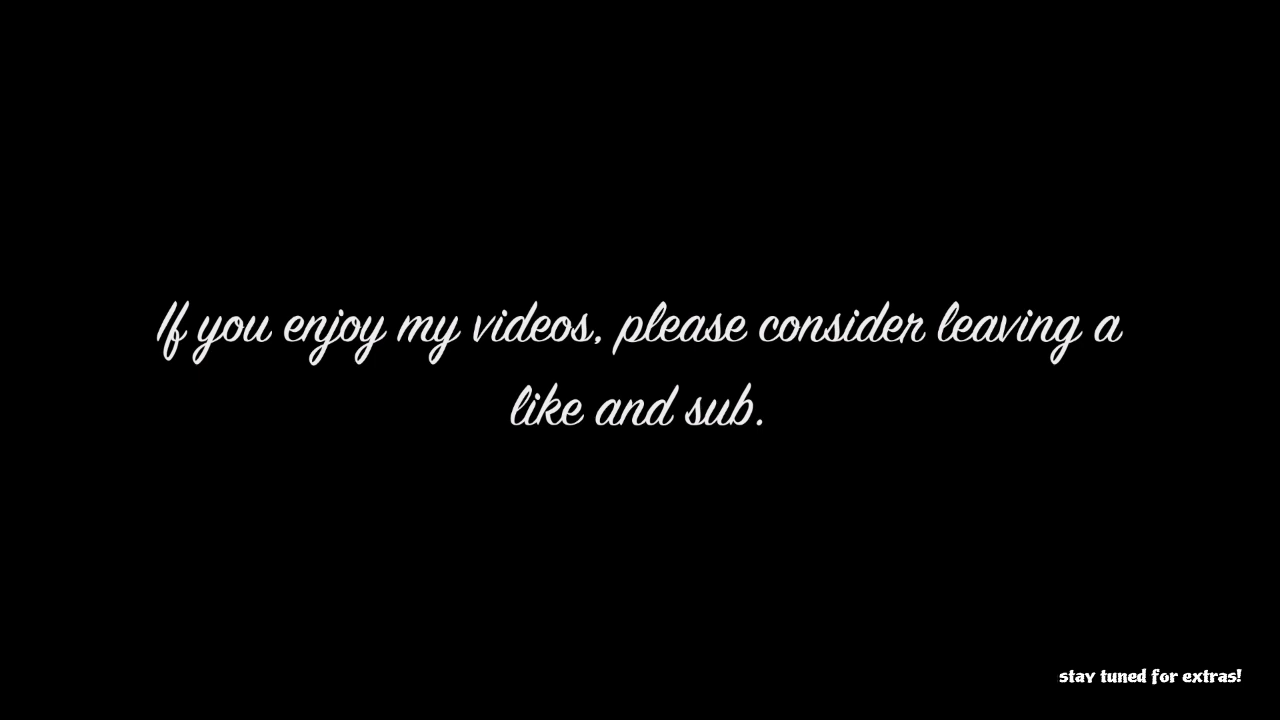 If you enjoy my videos, please consider leaving a
like and sub.
stay tuned for extras!